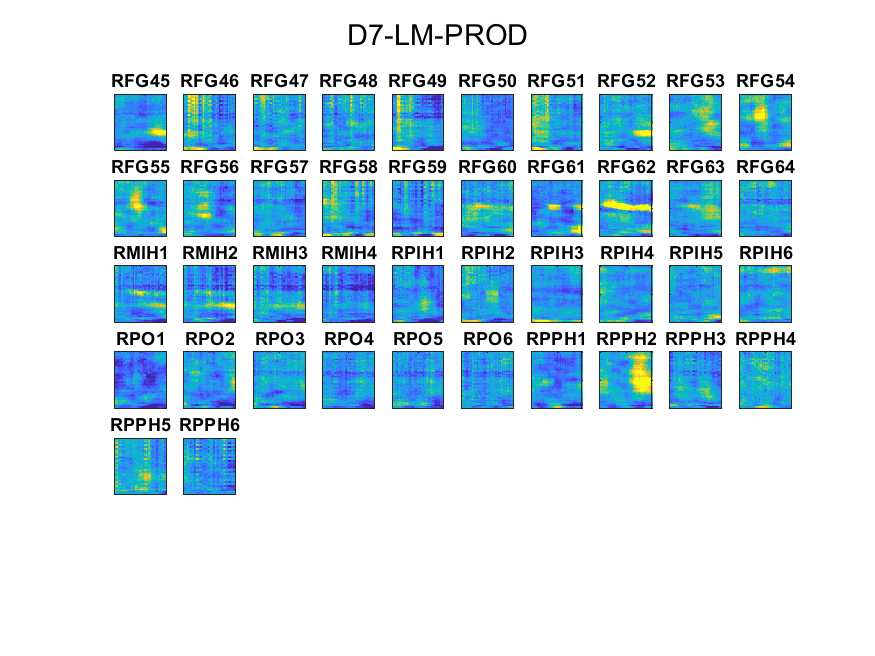 D7-LM-PROD
RFG45 RFG46 RFG47 RFG48 RFG49 RFG50 RFG51 RFG52 RFG53 RFG54
RFG55 RFG56 RFG57 RFG58 RFG59 RFG60 RFG61 RFG62 RFG63 RFG64
RMIH1 RMIH2 RMIH3 RMIH4 RPIH1 RPIH2 RPIH3 RPIH4 RPIH5 RPIH6
RPO1 RPO2 RPO3 RPO4 RPO5 RPO6 RPPH1 RPPH2 RPPH3 RPPH4
RPPH5 RPPH6